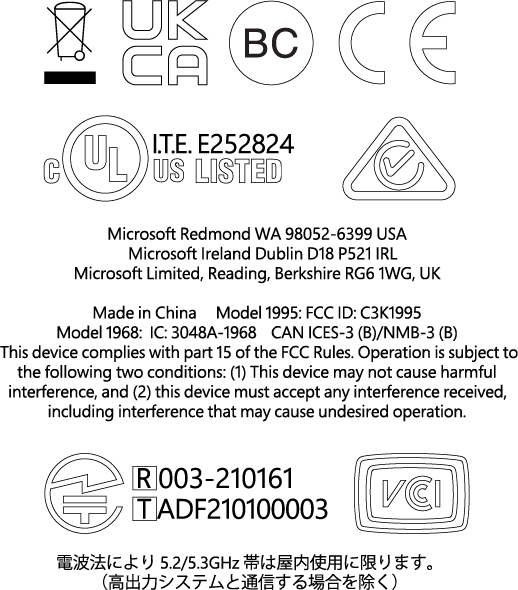 UK
CA
BC
CE
UL
I.T.E. E252824
C US LISTED
Microsoft Redmond WA 98052-6399 USA
Microsoft Ireland Dublin D18 P521 IRL
Microsoft Limited, Reading, Berkshire RG6 1WG, UK
Made in China Model 1995: FCC ID: C3K1995
Model 1968: IC: 3048A-1968 CAN ICES-3 (B)/NMB-3 (B)
This device complies with part 15 of the FCC Rules. Operation is subject to
the following two conditions: (1) This device may not cause harmful
interference, and (2) this device must accept any interference received,
including interference that may cause undesired operation.
R 003-210161
T ADF210100003
VCCI
電波法により 5.2/5.3GHz 帯は屋内使用に限ります。
（高出力システムと通信する場合を除く）